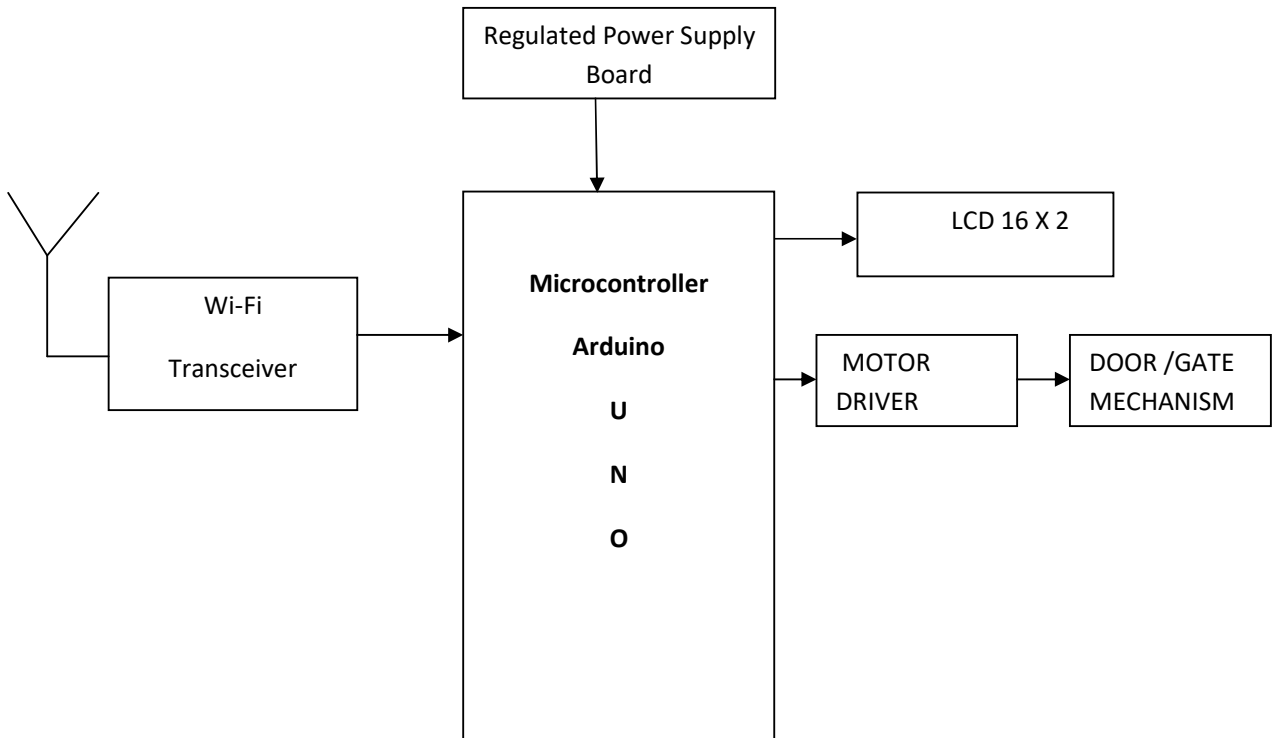 Regulated Power Supply
Board
Wi-Fi
Transceiver
Microcontroller
Arduino
U
N
O
LCD 16 X 2
MOTOR
DRIVER
DOOR /GATE
MECHANISM